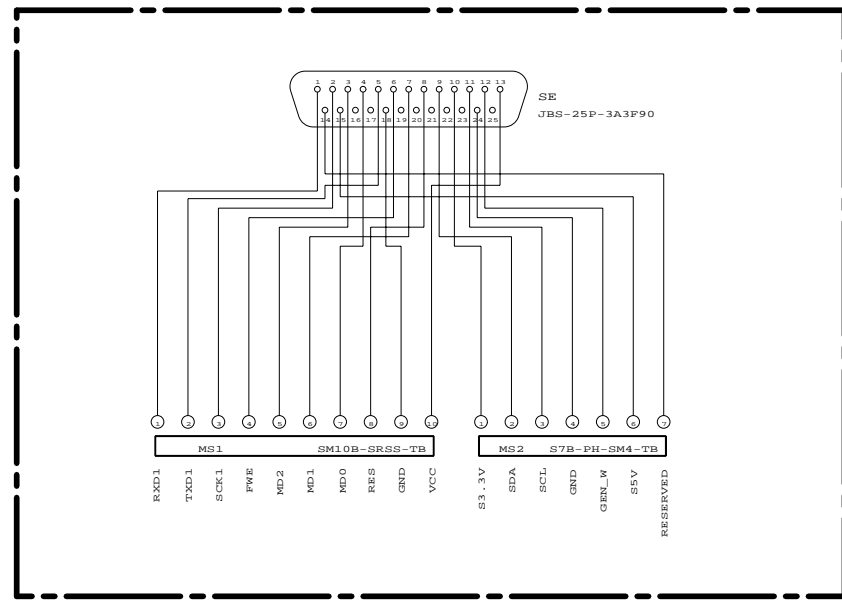 1 2 3 4 5 6 7 8 9 10 11 12 13
SE
JBS-25P-3A3F90
14 15 16 17 18 19 20 21 22 23 24 25
1 2 3 4 5 6 7 8 9 10
1 2 3 4 5 6 7
MS1 SM10B-SRSS-TB
MS2 S7B-PH-SM4-TB
RXD1
TXD1
SCK1
FWE
MD2
MD1
MD0
RES
GND
VCC
S3.3V
SDA
SCL
GND
GEN_W
S5V
RESERVED